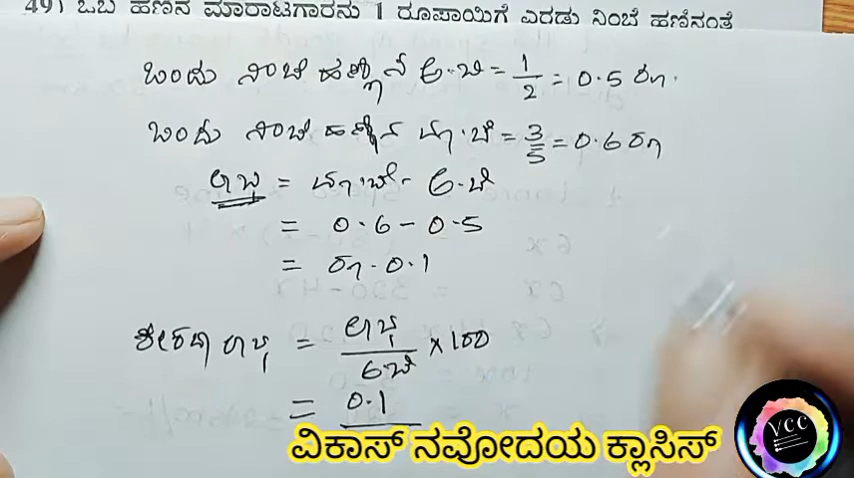 49) ಒಬ್ಬ ಹಣಿನ ಮಾರಾಟಗಾರನು 1 ರೂಪಾಯಿಗೆ ಎರಡು ನಿಂಬೆ ಹಣಿನಂತೆ
ಒಂದು ನಿಂಬೆ ಹಣ್ಣಿನ ಅ.ಬೆ = 1/2 = 0.5 ರೂ.
ಒಂದು ನಿಂಬೆ ಹಣ್ಣಿನ ಮಾ.ಬೆ = 3/5 = 0.6 ರೂ
ಲಾಭ = ಮಾ.ಬೆ - ಅ.ಬೆ
= 0.6 - 0.5
= ರೂ. 0.1
ಶೇಕಡಾ ಲಾಭ = ಲಾಭ / ಅ.ಬೆ × 100
= 0.1
ವಿಕಾಸ್ ನವೋದಯ ಕ್ಲಾಸಿಸ್
VCC